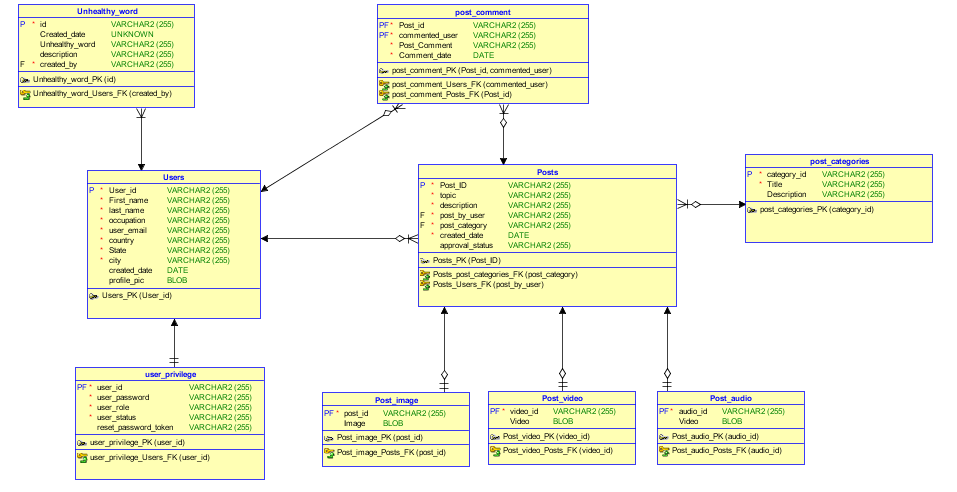 Unhealthy_word
P * id VARCHAR2 (255)
Created_date UNKNOWN
Unhealthy_word VARCHAR2 (255)
description VARCHAR2 (255)
F * created_by VARCHAR2 (255)
Unhealthy_word_PK (id)
Unhealthy_word_Users_FK (created_by)
post_comment
PF * Post_id VARCHAR2 (255)
PF * commented_user VARCHAR2 (255)
* Post_Comment VARCHAR2 (255)
* Comment_date DATE
post_comment_PK (Post_id, commented_user)
post_comment_Users_FK (commented_user)
post_comment_Posts_FK (Post_id)
Users
P * User_id VARCHAR2 (255)
* First_name VARCHAR2 (255)
* last_name VARCHAR2 (255)
* occupation VARCHAR2 (255)
* user_email VARCHAR2 (255)
* country VARCHAR2 (255)
* State VARCHAR2 (255)
* city VARCHAR2 (255)
created_date DATE
profile_pic BLOB
Users_PK (User_id)
Posts
P * Post_ID VARCHAR2 (255)
* topic VARCHAR2 (255)
* description VARCHAR2 (255)
F * post_by_user VARCHAR2 (255)
F * post_category VARCHAR2 (255)
* created_date DATE
approval_status VARCHAR2 (255)
Posts_PK (Post_ID)
Posts_post_categories_FK (post_category)
Posts_Users_FK (post_by_user)
post_categories
P * category_id VARCHAR2 (255)
* Title VARCHAR2 (255)
Description VARCHAR2 (255)
post_categories_PK (category_id)
user_privilege
PF * user_id VARCHAR2 (255)
* user_password VARCHAR2 (255)
* user_role VARCHAR2 (255)
* user_status VARCHAR2 (255)
reset_password_token VARCHAR2 (255)
user_privilege_PK (user_id)
user_privilege_Users_FK (user_id)
Post_image
PF * post_id VARCHAR2 (255)
Image BLOB
Post_image_PK (post_id)
Post_image_Posts_FK (post_id)
Post_video
PF * video_id VARCHAR2 (255)
Video BLOB
Post_video_PK (video_id)
Post_video_Posts_FK (video_id)
Post_audio
PF * audio_id VARCHAR2 (255)
Video BLOB
Post_audio_PK (audio_id)
Post_audio_Posts_FK (audio_id)